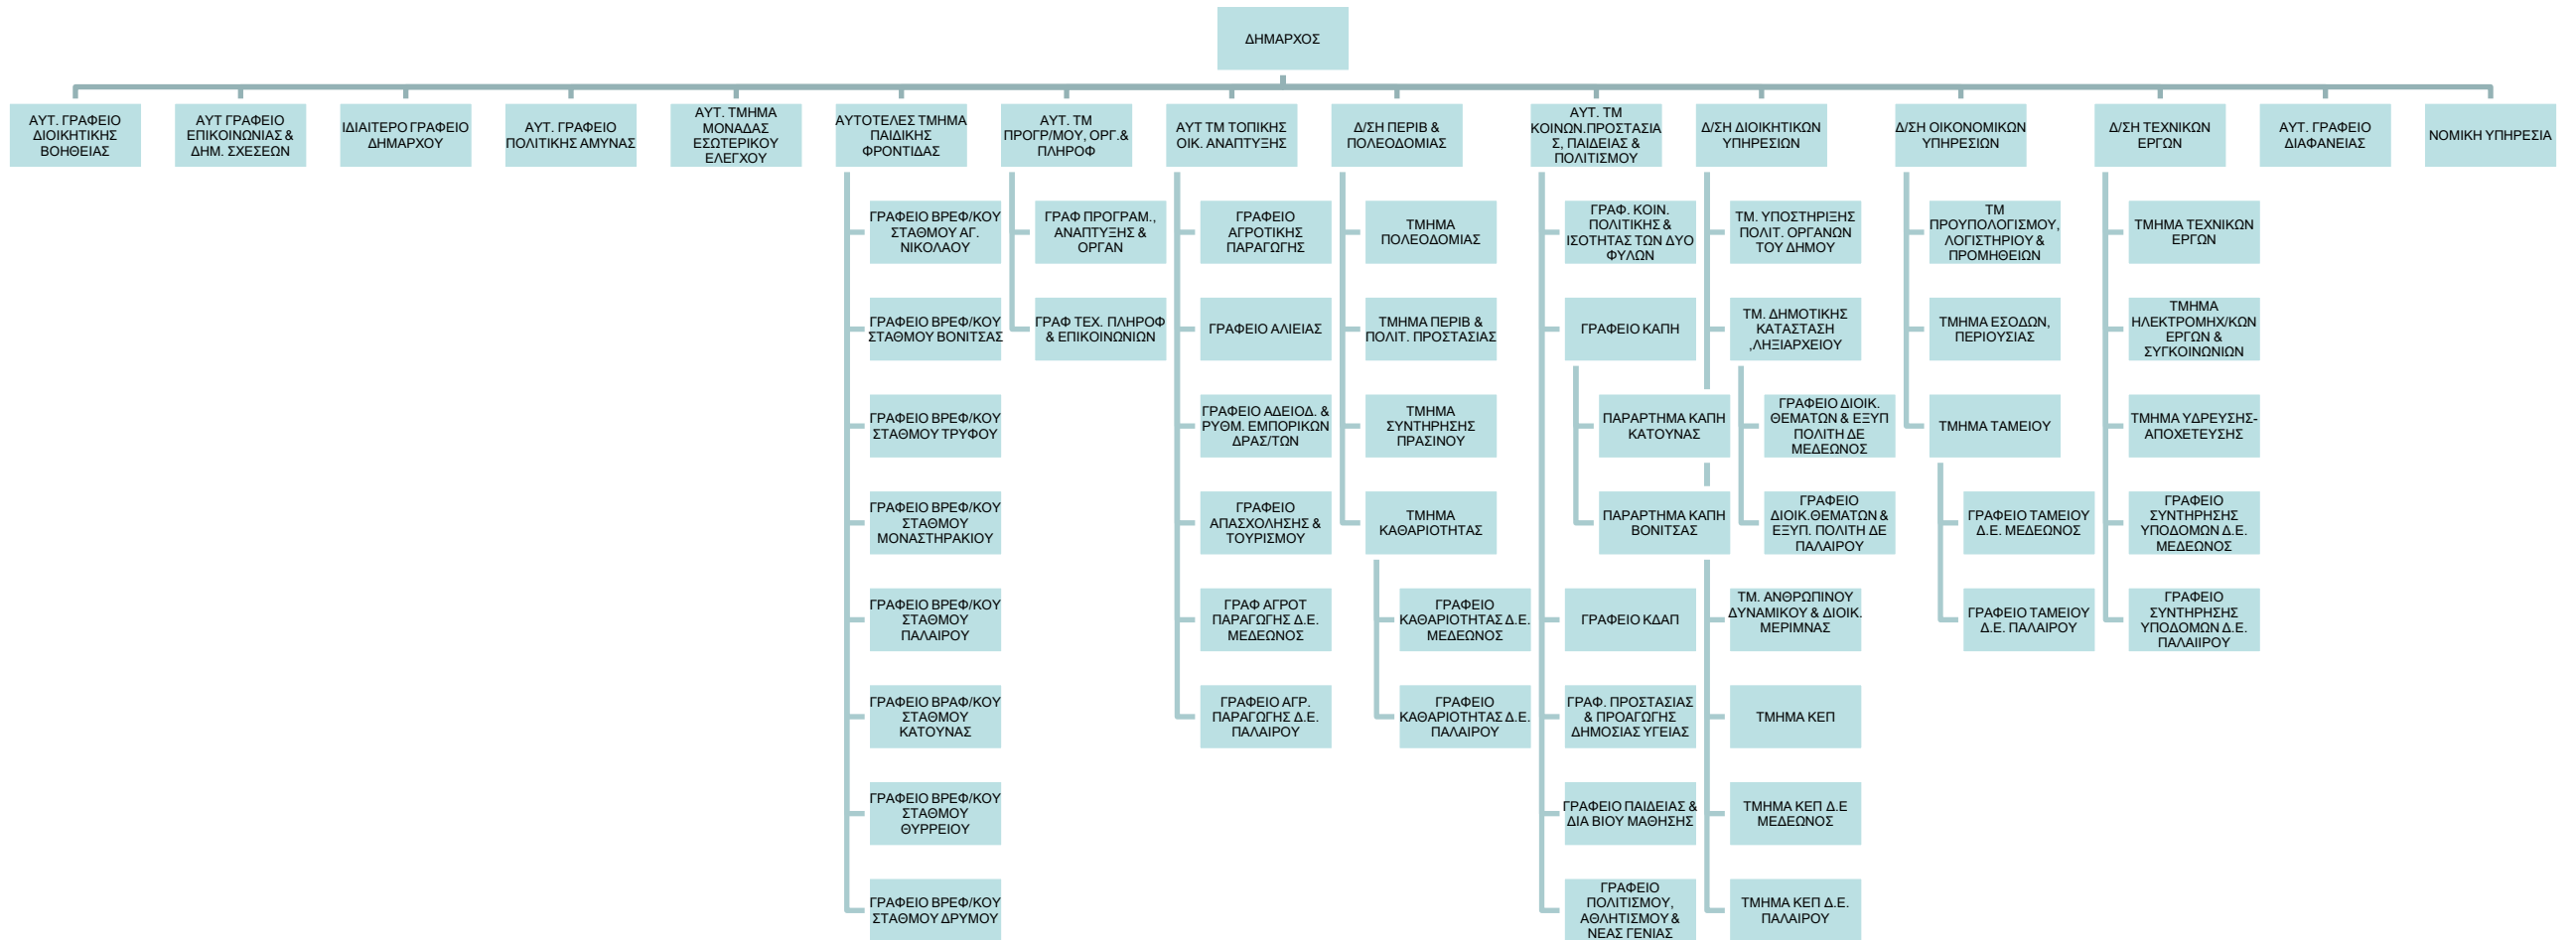 ΔΗΜΑΡΧΟΣ
ΑΥΤ. ΓΡΑΦΕΙΟ
ΔΙΟΙΚΗΤΙΚΗΣ
ΒΟΗΘΕΙΑΣ
ΑΥΤ ΓΡΑΦΕΙΟ
ΕΠΙΚΟΙΝΩΝΙΑΣ &
ΔΗΜ. ΣΧΕΣΕΩΝ
ΙΔΙΑΙΤΕΡΟ ΓΡΑΦΕΙΟ
ΔΗΜΑΡΧΟΥ
ΑΥΤ. ΓΡΑΦΕΙΟ
ΠΟΛΙΤΙΚΗΣ ΑΜΥΝΑΣ
ΑΥΤ. ΤΜΗΜΑ
ΜΟΝΑΔΑΣ
ΕΣΩΤΕΡΙΚΟΥ
ΕΛΕΓΧΟΥ
ΑΥΤΟΤΕΛΕΣ ΤΜΗΜΑ
ΠΑΙΔΙΚΗΣ
ΦΡΟΝΤΙΔΑΣ
ΑΥΤ. ΤΜ
ΠΡΟΓΡ/ΜΟΥ, ΟΡΓ.&
ΠΛΗΡΟΦ
ΑΥΤ ΤΜ ΤΟΠΙΚΗΣ
ΟΙΚ. ΑΝΑΠΤΥΞΗΣ
Δ/ΣΗ ΠΕΡΙΒ &
ΠΟΛΕΟΔΟΜΙΑΣ
ΑΥΤ. ΤΜ
ΚΟΙΝΩΝ.ΠΡΟΣΤΑΣΙΑ
Σ, ΠΑΙΔΕΙΑΣ &
ΠΟΛΙΤΙΣΜΟΥ
Δ/ΣΗ ΔΙΟΙΚΗΤΙΚΩΝ
ΥΠΗΡΕΣΙΩΝ
Δ/ΣΗ ΟΙΚΟΝΟΜΙΚΩΝ
ΥΠΗΡΕΣΙΩΝ
Δ/ΣΗ ΤΕΧΝΙΚΩΝ
ΕΡΓΩΝ
ΑΥΤ. ΓΡΑΦΕΙΟ
ΔΙΑΦΑΝΕΙΑΣ
ΝΟΜΙΚΗ ΥΠΗΡΕΣΙΑ
ΓΡΑΦΕΙΟ ΒΡΕΦ/ΚΟΥ
ΣΤΑΘΜΟΥ ΑΓ.
ΝΙΚΟΛΑΟΥ
ΓΡΑΦΕΙΟ ΒΡΕΦ/ΚΟΥ
ΣΤΑΘΜΟΥ ΒΟΝΙΤΣΑΣ
ΓΡΑΦΕΙΟ ΒΡΕΦ/ΚΟΥ
ΣΤΑΘΜΟΥ ΤΡΥΦΟΥ
ΓΡΑΦΕΙΟ ΒΡΕΦ/ΚΟΥ
ΣΤΑΘΜΟΥ
ΜΟΝΑΣΤΗΡΑΚΙΟΥ
ΓΡΑΦΕΙΟ ΒΡΕΦ/ΚΟΥ
ΣΤΑΘΜΟΥ
ΠΑΛΑΙΡΟΥ
ΓΡΑΦΕΙΟ ΒΡΑΦ/ΚΟΥ
ΣΤΑΘΜΟΥ
ΚΑΤΟΥΝΑΣ
ΓΡΑΦΕΙΟ ΒΡΕΦ/ΚΟΥ
ΣΤΑΘΜΟΥ
ΘΥΡΡΕΙΟΥ
ΓΡΑΦΕΙΟ ΒΡΕΦ/ΚΟΥ
ΣΤΑΘΜΟΥ ΔΡΥΜΟΥ
ΓΡΑΦ ΠΡΟΓΡΑΜ.,
ΑΝΑΠΤΥΞΗΣ &
ΟΡΓΑΝ
ΓΡΑΦ ΤΕΧ. ΠΛΗΡΟΦ
& ΕΠΙΚΟΙΝΩΝΙΩΝ
ΓΡΑΦΕΙΟ
ΑΓΡΟΤΙΚΗΣ
ΠΑΡΑΓΩΓΗΣ
ΓΡΑΦΕΙΟ ΑΛΙΕΙΑΣ
ΓΡΑΦΕΙΟ ΑΔΕΙΟΔ. &
ΡΥΘΜ. ΕΜΠΟΡΙΚΩΝ
ΔΡΑΣ/ΤΩΝ
ΓΡΑΦΕΙΟ
ΑΠΑΣΧΟΛΗΣΗΣ &
ΤΟΥΡΙΣΜΟΥ
ΓΡΑΦ ΑΓΡΟΤ
ΠΑΡΑΓΩΓΗΣ Δ.Ε.
ΜΕΔΕΩΝΟΣ
ΓΡΑΦΕΙΟ ΑΓΡ.
ΠΑΡΑΓΩΓΗΣ Δ.Ε.
ΠΑΛΑΙΡΟΥ
ΤΜΗΜΑ
ΠΟΛΕΟΔΟΜΙΑΣ
ΤΜΗΜΑ ΠΕΡΙΒ &
ΠΟΛΙΤ. ΠΡΟΣΤΑΣΙΑΣ
ΤΜΗΜΑ
ΣΥΝΤΗΡΗΣΗΣ
ΠΡΑΣΙΝΟΥ
ΤΜΗΜΑ
ΚΑΘΑΡΙΟΤΗΤΑΣ
ΓΡΑΦΕΙΟ
ΚΑΘΑΡΙΟΤΗΤΑΣ Δ.Ε.
ΜΕΔΕΩΝΟΣ
ΓΡΑΦΕΙΟ
ΚΑΘΑΡΙΟΤΗΤΑΣ Δ.Ε.
ΠΑΛΑΙΡΟΥ
ΓΡΑΦ. ΚΟΙΝ.
ΠΟΛΙΤΙΚΗΣ &
ΙΣΟΤΗΤΑΣ ΤΩΝ ΔΥΟ
ΦΥΛΩΝ
ΓΡΑΦΕΙΟ ΚΑΠΗ
ΠΑΡΑΡΤΗΜΑ ΚΑΠΗ
ΚΑΤΟΥΝΑΣ
ΠΑΡΑΡΤΗΜΑ ΚΑΠΗ
ΒΟΝΙΤΣΑΣ
ΓΡΑΦΕΙΟ ΚΔΑΠ
ΓΡΑΦ. ΠΡΟΣΤΑΣΙΑΣ
& ΠΡΟΑΓΩΓΗΣ
ΔΗΜΟΣΙΑΣ ΥΓΕΙΑΣ
ΓΡΑΦΕΙΟ ΠΑΙΔΕΙΑΣ &
ΔΙΑ ΒΙΟΥ ΜΑΘΗΣΗΣ
ΓΡΑΦΕΙΟ
ΠΟΛΙΤΙΣΜΟΥ,
ΑΘΛΗΤΙΣΜΟΥ &
ΝΕΑΣ ΓΕΝΙΑΣ
ΤΜ. ΥΠΟΣΤΗΡΙΞΗΣ
ΠΟΛΙΤ. ΟΡΓΑΝΩΝ
ΤΟΥ ΔΗΜΟΥ
ΤΜ. ΔΗΜΟΤΙΚΗΣ
ΚΑΤΑΣΤΑΣΗ
,ΛΗΞΙΑΡΧΕΙΟΥ
ΓΡΑΦΕΙΟ ΔΙΟΙΚ.
ΘΕΜΑΤΩΝ & ΕΞΥΠ
ΠΟΛΙΤΗ ΔΕ
ΜΕΔΕΩΝΟΣ
ΓΡΑΦΕΙΟ
ΔΙΟΙΚ.ΘΕΜΑΤΩΝ &
ΕΞΥΠ. ΠΟΛΙΤΗ ΔΕ
ΠΑΛΑΙΡΟΥ
ΤΜ. ΑΝΘΡΩΠΙΝΟΥ
ΔΥΝΑΜΙΚΟΥ & ΔΙΟΙΚ.
ΜΕΡΙΜΝΑΣ
ΤΜΗΜΑ ΚΕΠ
ΤΜΗΜΑ ΚΕΠ Δ.Ε
ΜΕΔΕΩΝΟΣ
ΤΜΗΜΑ ΚΕΠ Δ.Ε.
ΠΑΛΑΙΡΟΥ
ΤΜ
ΠΡΟΥΠΟΛΟΓΙΣΜΟΥ,
ΛΟΓΙΣΤΗΡΙΟΥ &
ΠΡΟΜΗΘΕΙΩΝ
ΤΜΗΜΑ ΕΣΟΔΩΝ,
ΠΕΡΙΟΥΣΙΑΣ
ΤΜΗΜΑ ΤΑΜΕΙΟΥ
ΓΡΑΦΕΙΟ ΤΑΜΕΙΟΥ
Δ.Ε. ΜΕΔΕΩΝΟΣ
ΓΡΑΦΕΙΟ ΤΑΜΕΙΟΥ
Δ.Ε. ΠΑΛΑΙΡΟΥ
ΤΜΗΜΑ ΤΕΧΝΙΚΩΝ
ΕΡΓΩΝ
ΤΜΗΜΑ
ΗΛΕΚΤΡΟΜΗΧ/ΚΩΝ
ΕΡΓΩΝ &
ΣΥΓΚΟΙΝΩΝΙΩΝ
ΤΜΗΜΑ ΥΔΡΕΥΣΗΣ-
ΑΠΟΧΕΤΕΥΣΗΣ
ΓΡΑΦΕΙΟ
ΣΥΝΤΗΡΗΣΗΣ
ΥΠΟΔΟΜΩΝ Δ.Ε.
ΜΕΔΕΩΝΟΣ
ΓΡΑΦΕΙΟ
ΣΥΝΤΗΡΗΣΗΣ
ΥΠΟΔΟΜΩΝ Δ.Ε.
ΠΑΛΑΙΙΡΟΥ